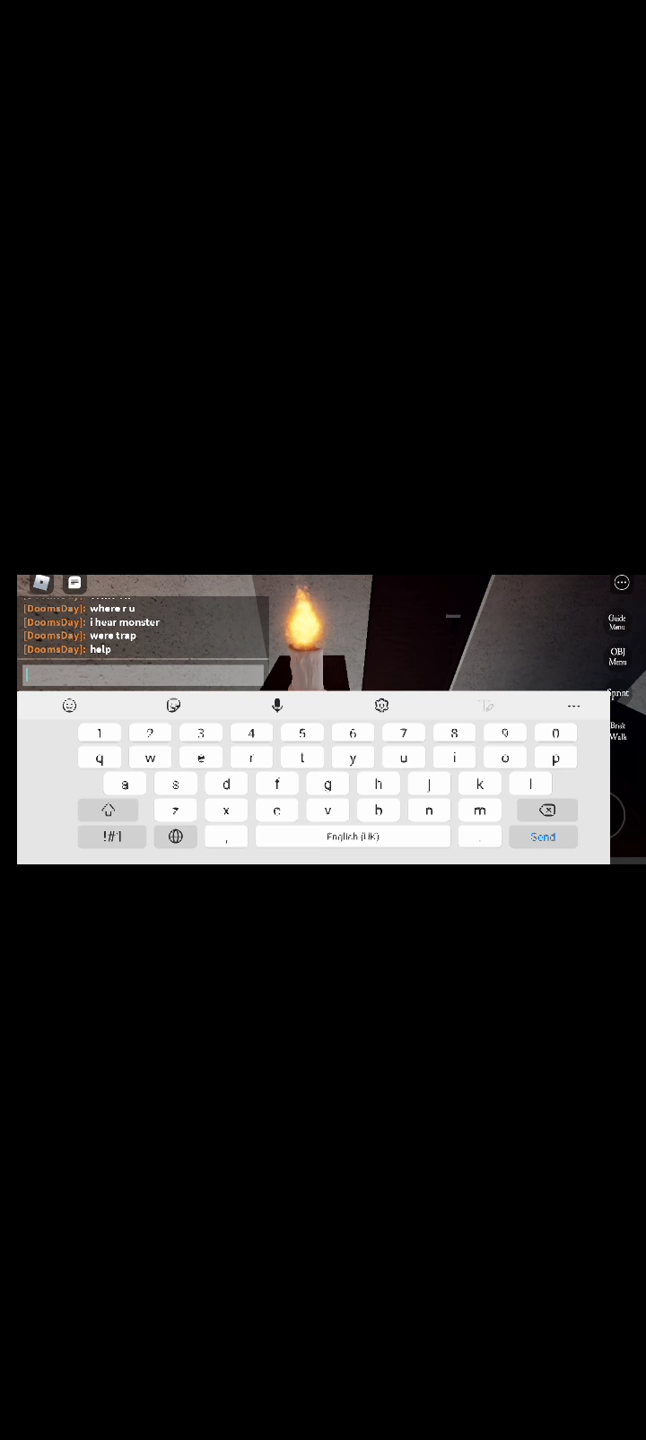 [DoomsDay]: where r u
[DoomsDay]: i hear monster
[DoomsDay]: were trap
[DoomsDay]: help
Guide
Menu
OBJ
Menu
Sprint
Walk
1 2 3 4 5 6 7 8 9 0
q w e r t y u i o p
a s d f g h j k l
z x c v b n m
!#1 , English (UK) . Send